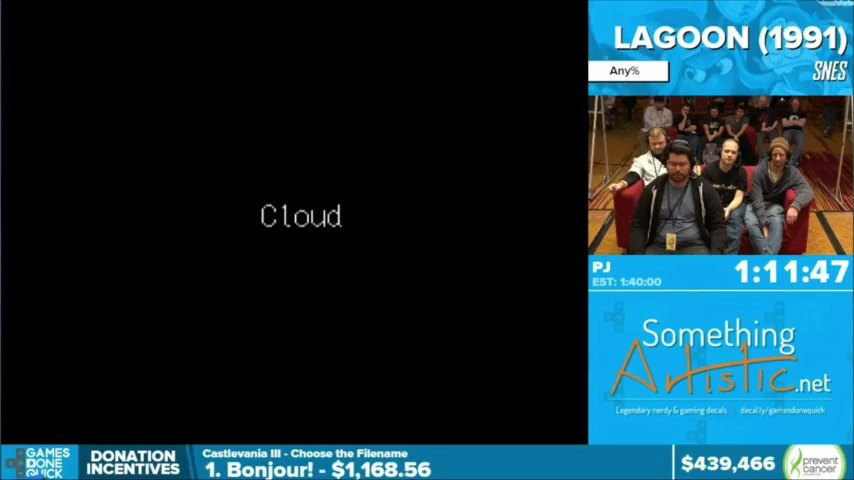 LAGOON (1991)
Any%
SNES
Cloud
PJ
1:11:47
EST: 1:40:00
Something
Artistic.net
Legendary nerdy & gaming decals | decal.ly/gamesdonequick
GAMES
DONE
QUICK
DONATION
INCENTIVES
Castlevania III - Choose the Filename
1. Bonjour! - $1,168.56
$439,466
prevent
cancer